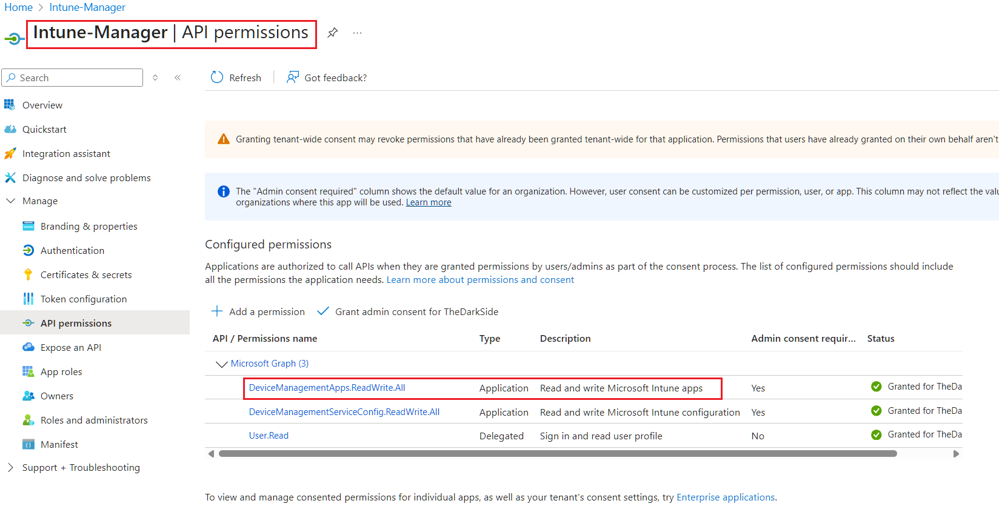 Home > Intune-Manager
Intune-Manager | API permissions
Search
Refresh
Got feedback?
Overview
Quickstart
Integration assistant
Diagnose and solve problems
Manage
Branding & properties
Authentication
Certificates & secrets
Token configuration
API permissions
Expose an API
App roles
Owners
Roles and administrators
Manifest
Support + Troubleshooting
Granting tenant-wide consent may revoke permissions that have already been granted tenant-wide for that application. Permissions that users have already granted on their own behalf aren't
The "Admin consent required" column shows the default value for an organization. However, user consent can be customized per permission, user, or app. This column may not reflect the valu
organizations where this app will be used. Learn more
Configured permissions
Applications are authorized to call APIs when they are granted permissions by users/admins as part of the consent process. The list of configured permissions should include
all the permissions the application needs. Learn more about permissions and consent
Add a permission Grant admin consent for TheDarkSide
API / Permissions name Type Description Admin consent requir... Status
Microsoft Graph (3)
DeviceManagementApps.ReadWrite.All Application Read and write Microsoft Intune apps Yes Granted for TheDa
DeviceManagementServiceConfig.ReadWrite.All Application Read and write Microsoft Intune configuration Yes Granted for TheDa
User.Read Delegated Sign in and read user profile No Granted for TheDa
To view and manage consented permissions for individual apps, as well as your tenant's consent settings, try Enterprise applications.